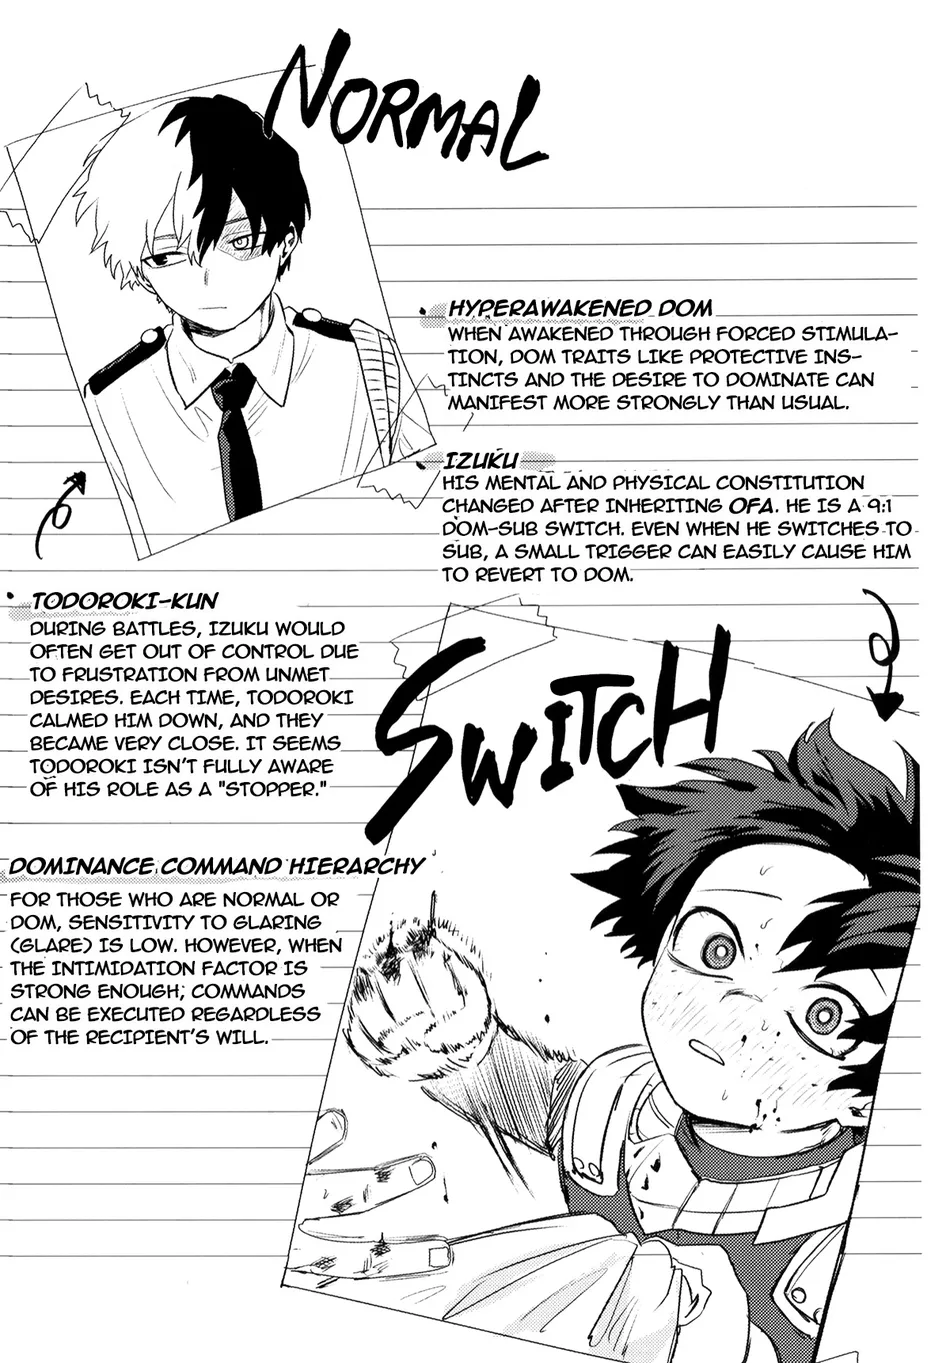 NORMAL
HYPERAWAKENED DOM
WHEN AWAKENED THROUGH FORCED STIMULA-
TION, DOM TRAITS LIKE PROTECTIVE INS-
TINCTS AND THE DESIRE TO DOMINATE CAN
MANIFEST MORE STRONGLY THAN USUAL.
IZUKU
HIS MENTAL AND PHYSICAL CONSTITUTION
CHANGED AFTER INHERITING OFA. HE IS A 9:1
DOM-SUB SWITCH. EVEN WHEN HE SWITCHES TO
SUB, A SMALL TRIGGER CAN EASILY CAUSE HIM
TO REVERT TO DOM.
TODOROKI-KUN
DURING BATTLES, IZUKU WOULD
OFTEN GET OUT OF CONTROL DUE
TO FRUSTRATION FROM UNMET
DESIRES. EACH TIME, TODOROKI
CALMED HIM DOWN, AND THEY
BECAME VERY CLOSE. IT SEEMS
TODOROKI ISN'T FULLY AWARE
OF HIS ROLE AS A "STOPPER."
SWITCH
DOMINANCE COMMAND HIERARCHY
FOR THOSE WHO ARE NORMAL OR
DOM, SENSITIVITY TO GLARING
(GLARE) IS LOW. HOWEVER, WHEN
THE INTIMIDATION FACTOR IS
STRONG ENOUGH; COMMANDS
CAN BE EXECUTED REGARDLESS
OF THE RECIPIENT'S WILL.